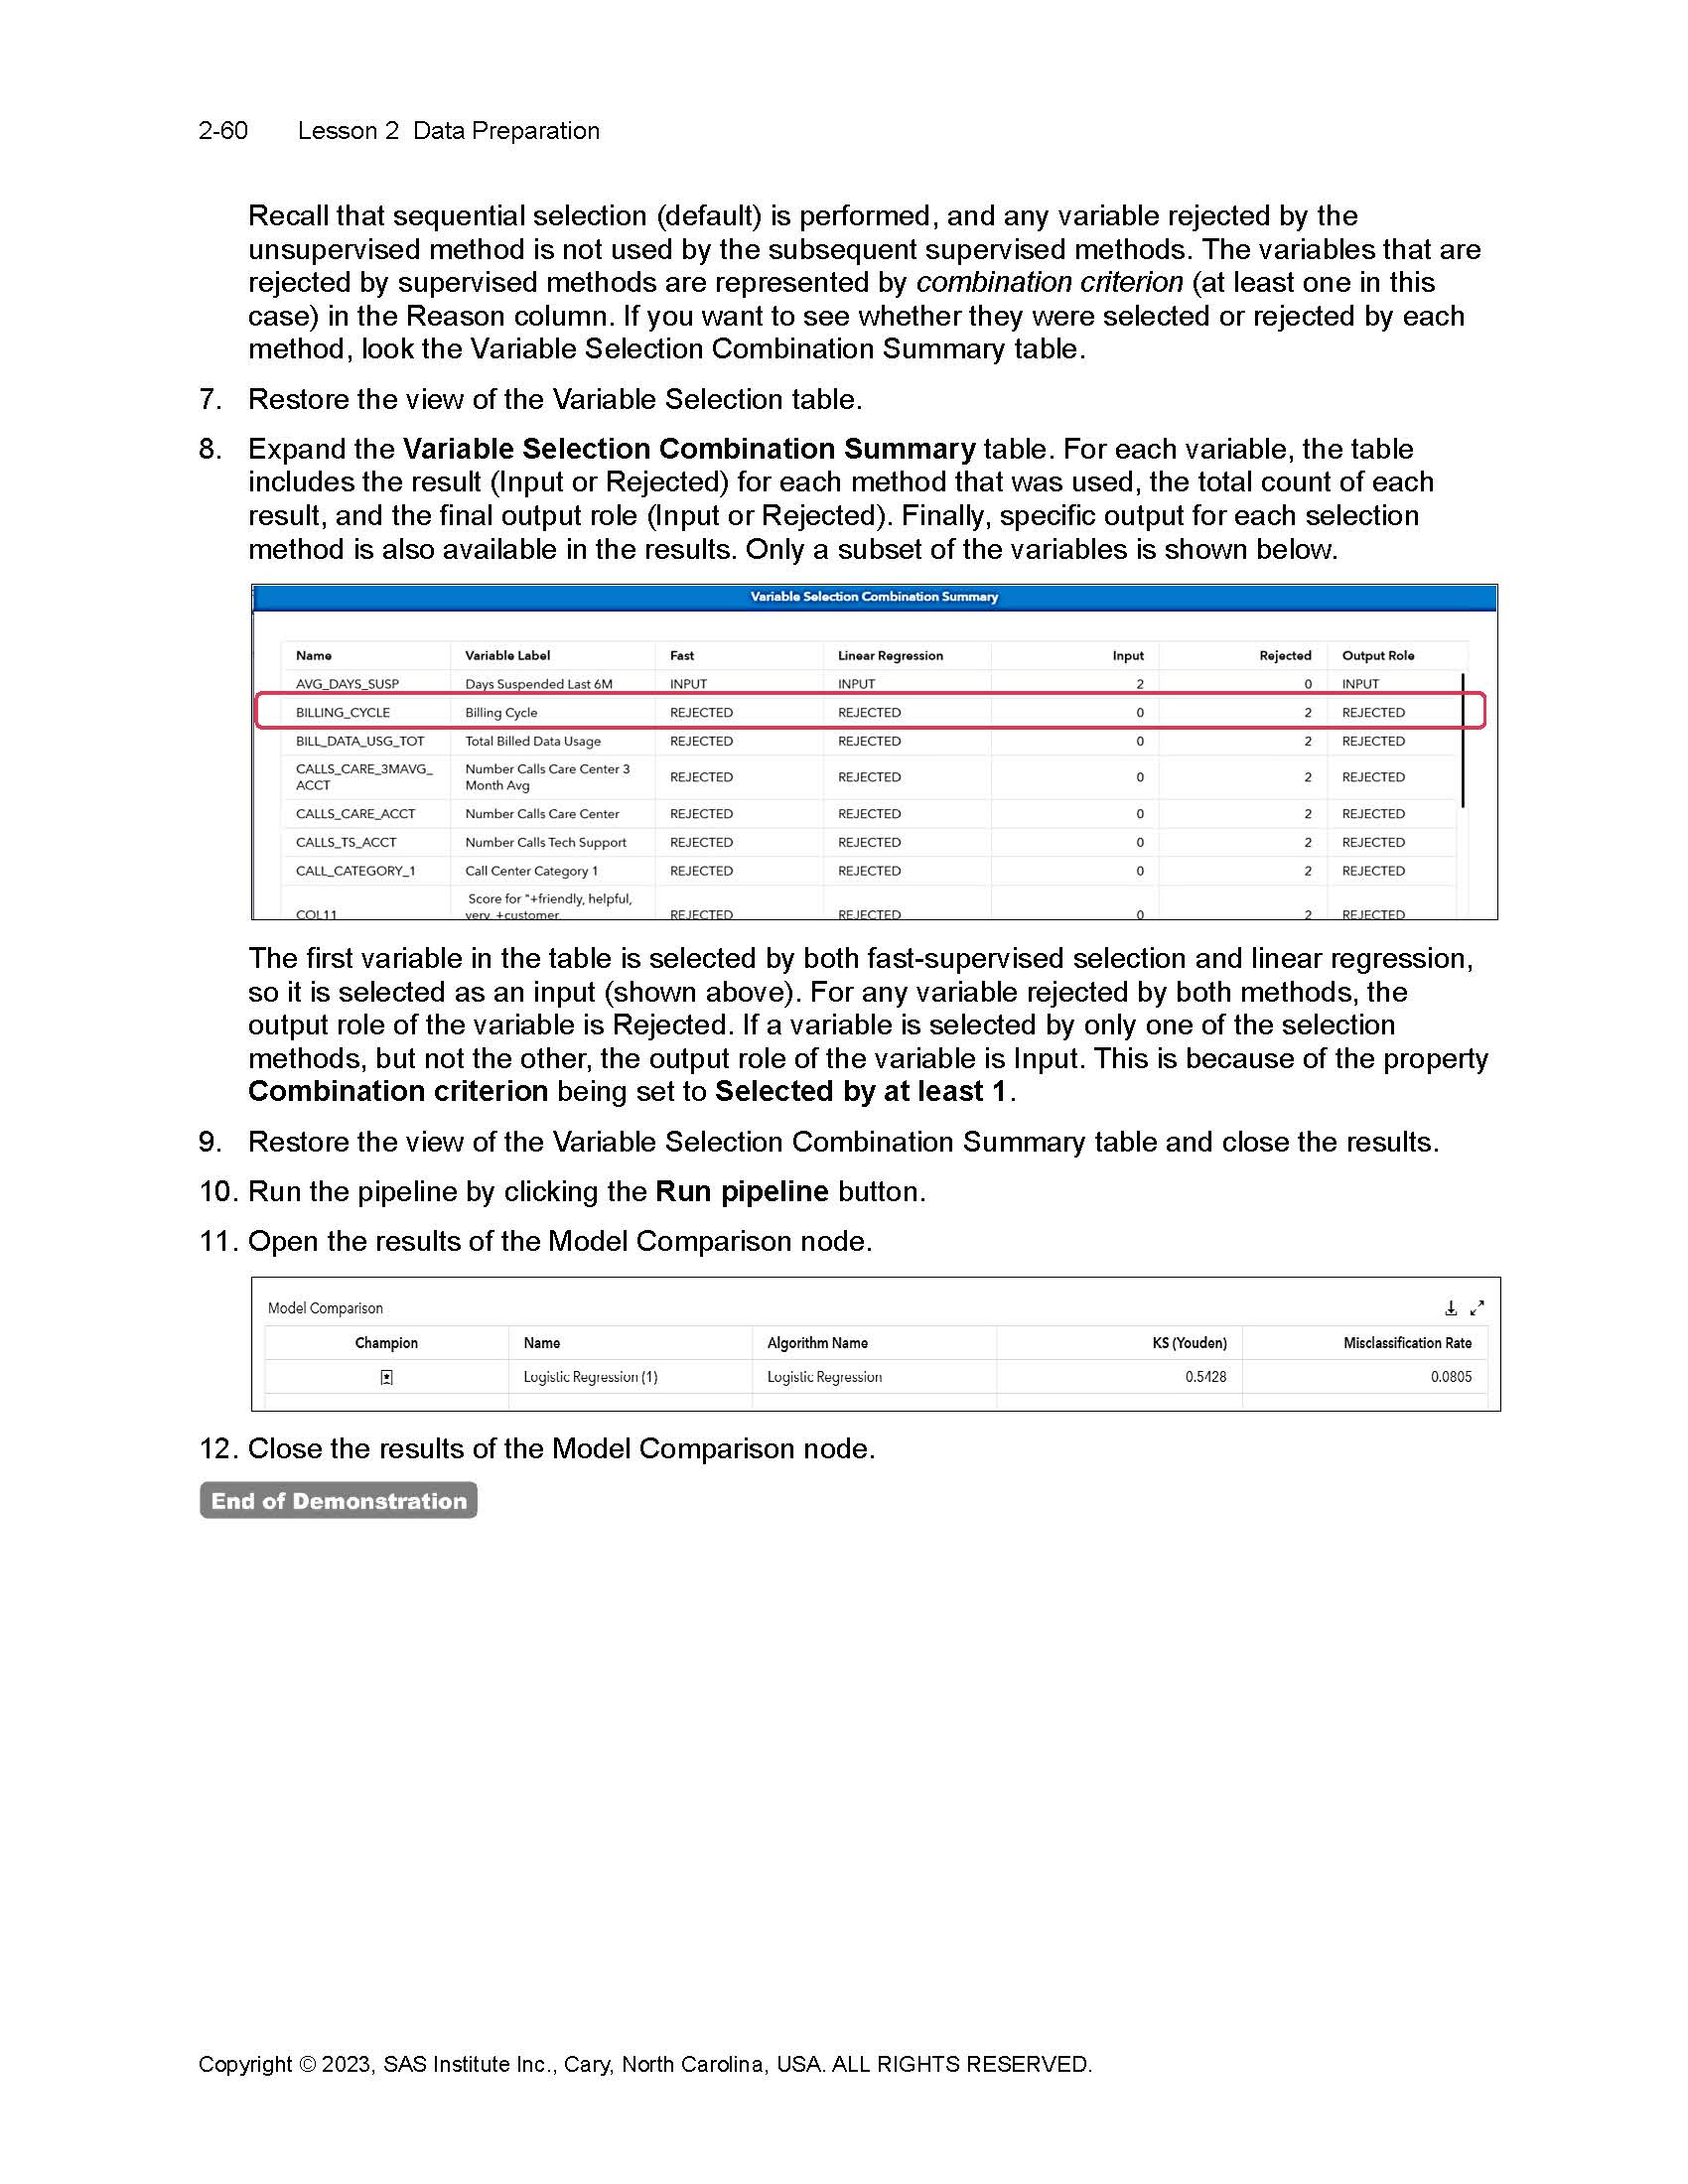 2-60 Lesson 2 Data Preparation
Recall that sequential selection (default) is performed, and any variable rejected by the
unsupervised method is not used by the subsequent supervised methods. The variables that are
rejected by supervised methods are represented by combination criterion (at least one in this
case) in the Reason column. If you want to see whether they were selected or rejected by each
method, look the Variable Selection Combination Summary table.
7. Restore the view of the Variable Selection table.
8. Expand the Variable Selection Combination Summary table. For each variable, the table
includes the result (Input or Rejected) for each method that was used, the total count of each
result, and the final output role (Input or Rejected). Finally, specific output for each selection
method is also available in the results. Only a subset of the variables is shown below.
Variable Selection Combination Summary
Name Variable Label Fast Linear Regression Input Rejected Output Role
AVG_DAYS_SUSP Days Suspended Last 6M INPUT INPUT 2 0 INPUT
BILLING_CYCLE Billing Cycle REJECTED REJECTED 0 2 REJECTED
BILL_DATA_USG_TOT Total Billed Data Usage REJECTED REJECTED 0 2 REJECTED
CALLS_CARE_3MAVG_ Number Calls Care Center 3
ACCT Month Avg REJECTED REJECTED 0 2 REJECTED
CALLS_CARE_ACCT Number Calls Care Center REJECTED REJECTED 0 2 REJECTED
CALLS_TS_ACCT Number Calls Tech Support REJECTED REJECTED 0 2 REJECTED
CALL_CATEGORY_1 Call Center Category 1 REJECTED REJECTED 0 2 REJECTED
Score for "+friendly, helpful,
COL11 very, +customer, REJECTED REJECTED 0 2 REJECTED
The first variable in the table is selected by both fast-supervised selection and linear regression,
so it is selected as an input (shown above). For any variable rejected by both methods, the
output role of the variable is Rejected. If a variable is selected by only one of the selection
methods, but not the other, the output role of the variable is Input. This is because of the property
Combination criterion being set to Selected by at least 1.
9. Restore the view of the Variable Selection Combination Summary table and close the results.
10. Run the pipeline by clicking the Run pipeline button.
11. Open the results of the Model Comparison node.
Model Comparison
Champion Name Algorithm Name KS (Youden) Misclassification Rate
Logistic Regression (1) Logistic Regression 0.5428 0.0805
12. Close the results of the Model Comparison node.
End of Demonstration
Copyright © 2023, SAS Institute Inc., Cary, North Carolina, USA. ALL RIGHTS RESERVED.